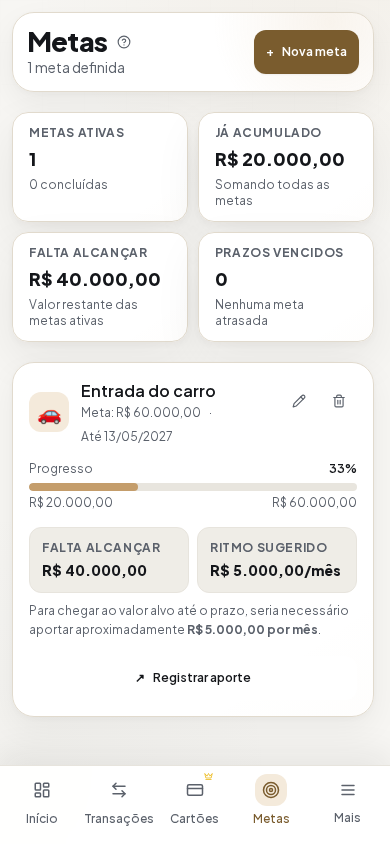 Metas
1 meta definida
+ Nova meta
METAS ATIVAS
1
0 concluídas
JÁ ACUMULADO
R$ 20.000,00
Somando todas as
metas
FALTA ALCANÇAR
R$ 40.000,00
Valor restante das
metas ativas
PRAZOS VENCIDOS
0
Nenhuma meta
atrasada
Entrada do carro
Meta: R$ 60.000,00 ·
Até 13/05/2027
Progresso 33%
R$ 20.000,00 R$ 60.000,00
FALTA ALCANÇAR
R$ 40.000,00
RITMO SUGERIDO
R$ 5.000,00/mês
Para chegar ao valor alvo até o prazo, seria necessário
aportar aproximadamente R$ 5.000,00 por mês.
↗ Registrar aporte
Início Transações Cartões Metas Mais